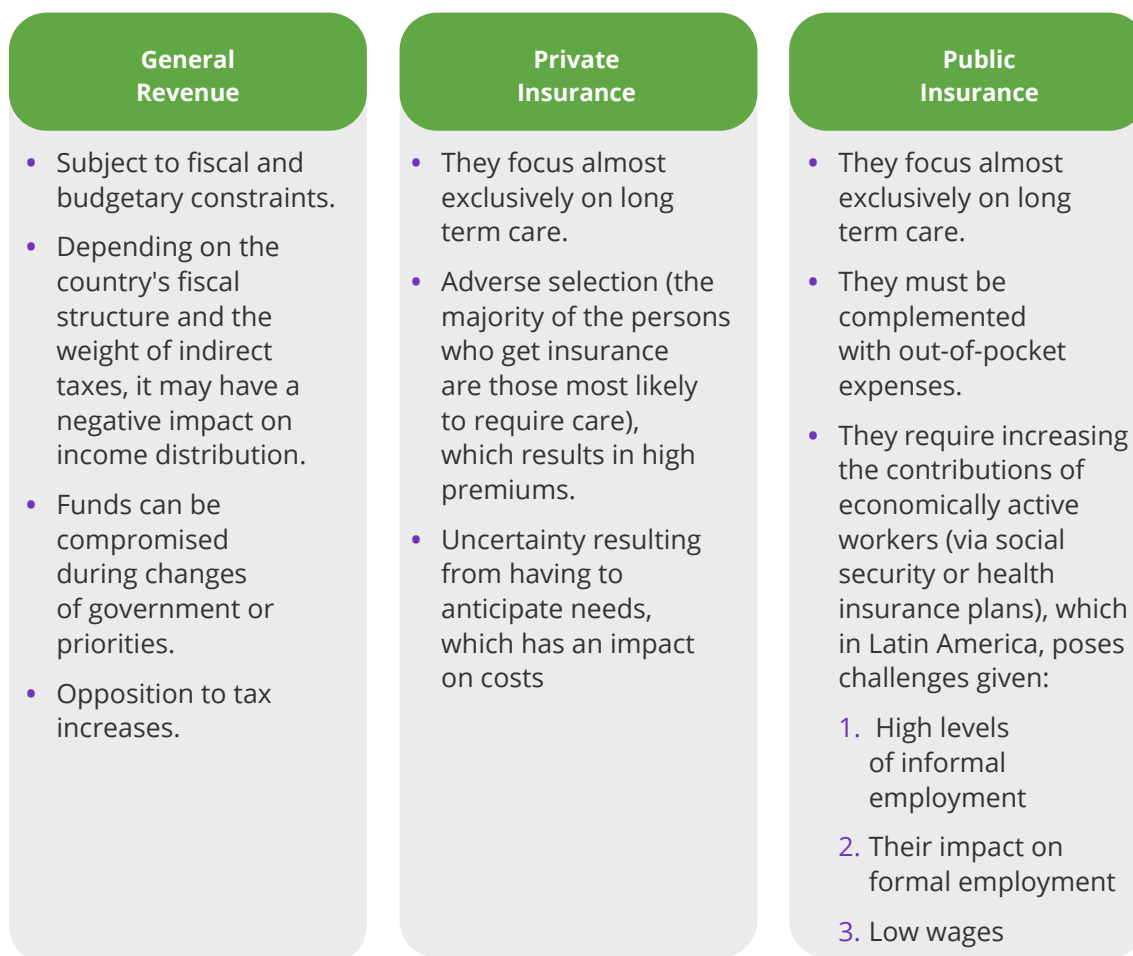 General
Revenue
• Subject to fiscal and
budgetary constraints.
• Depending on the
country's fiscal
structure and the
weight of indirect
taxes, it may have a
negative impact on
income distribution.
• Funds can be
compromised
during changes
of government or
priorities.
• Opposition to tax
increases.
Private
Insurance
• They focus almost
exclusively on long
term care.
• Adverse selection (the
majority of the persons
who get insurance
are those most likely
to require care),
which results in high
premiums.
• Uncertainty resulting
from having to
anticipate needs,
which has an impact
on costs
Public
Insurance
• They focus almost
exclusively on long
term care.
• They must be
complemented
with out-of-pocket
expenses.
• They require increasing
the contributions of
economically active
workers (via social
security or health
insurance plans), which
in Latin America, poses
challenges given:
1. High levels
of informal
employment
2. Their impact on
formal employment
3. Low wages